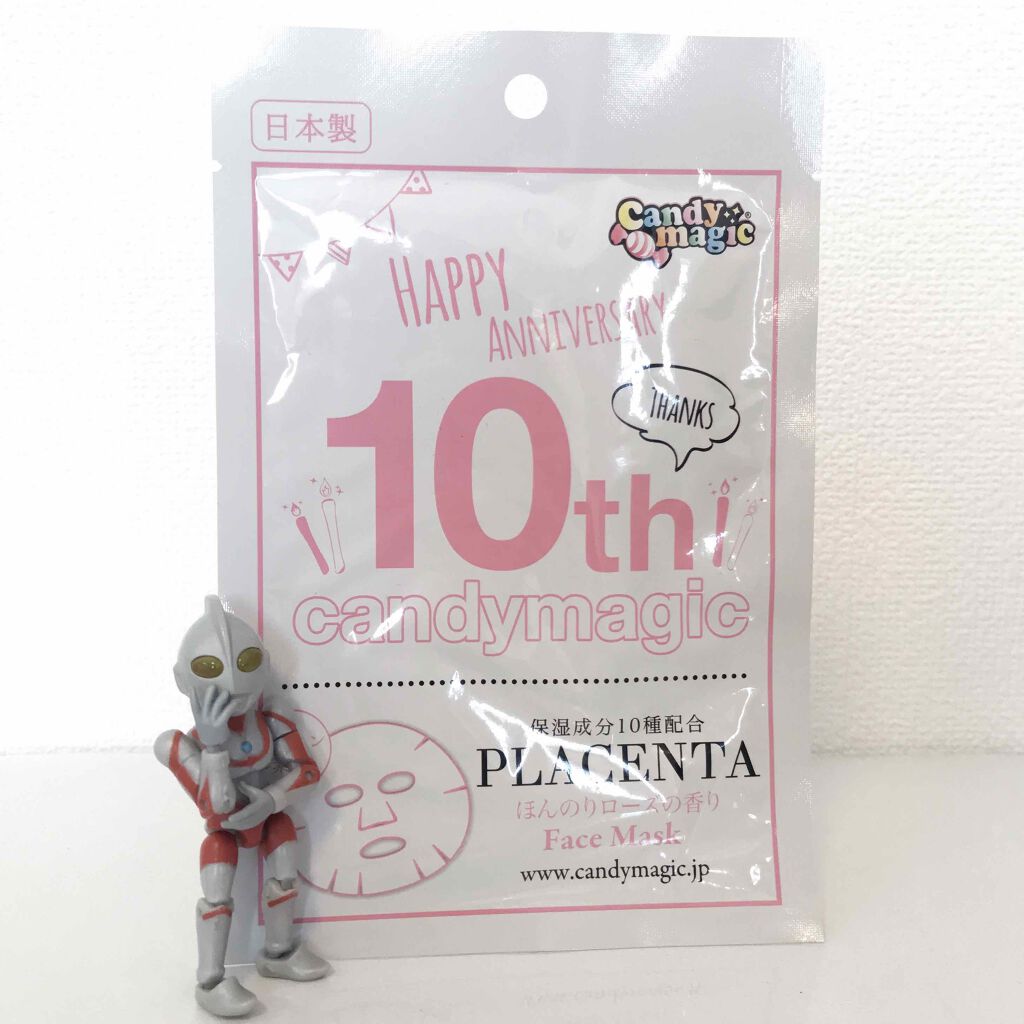 日本製
Candy
magic®
HAPPY
ANNIVERSARY
THANKS
10th
candymagic
保湿成分10種配合
PLACENTA
ほんのりローズの香り
Face Mask
www.candymagic.jp